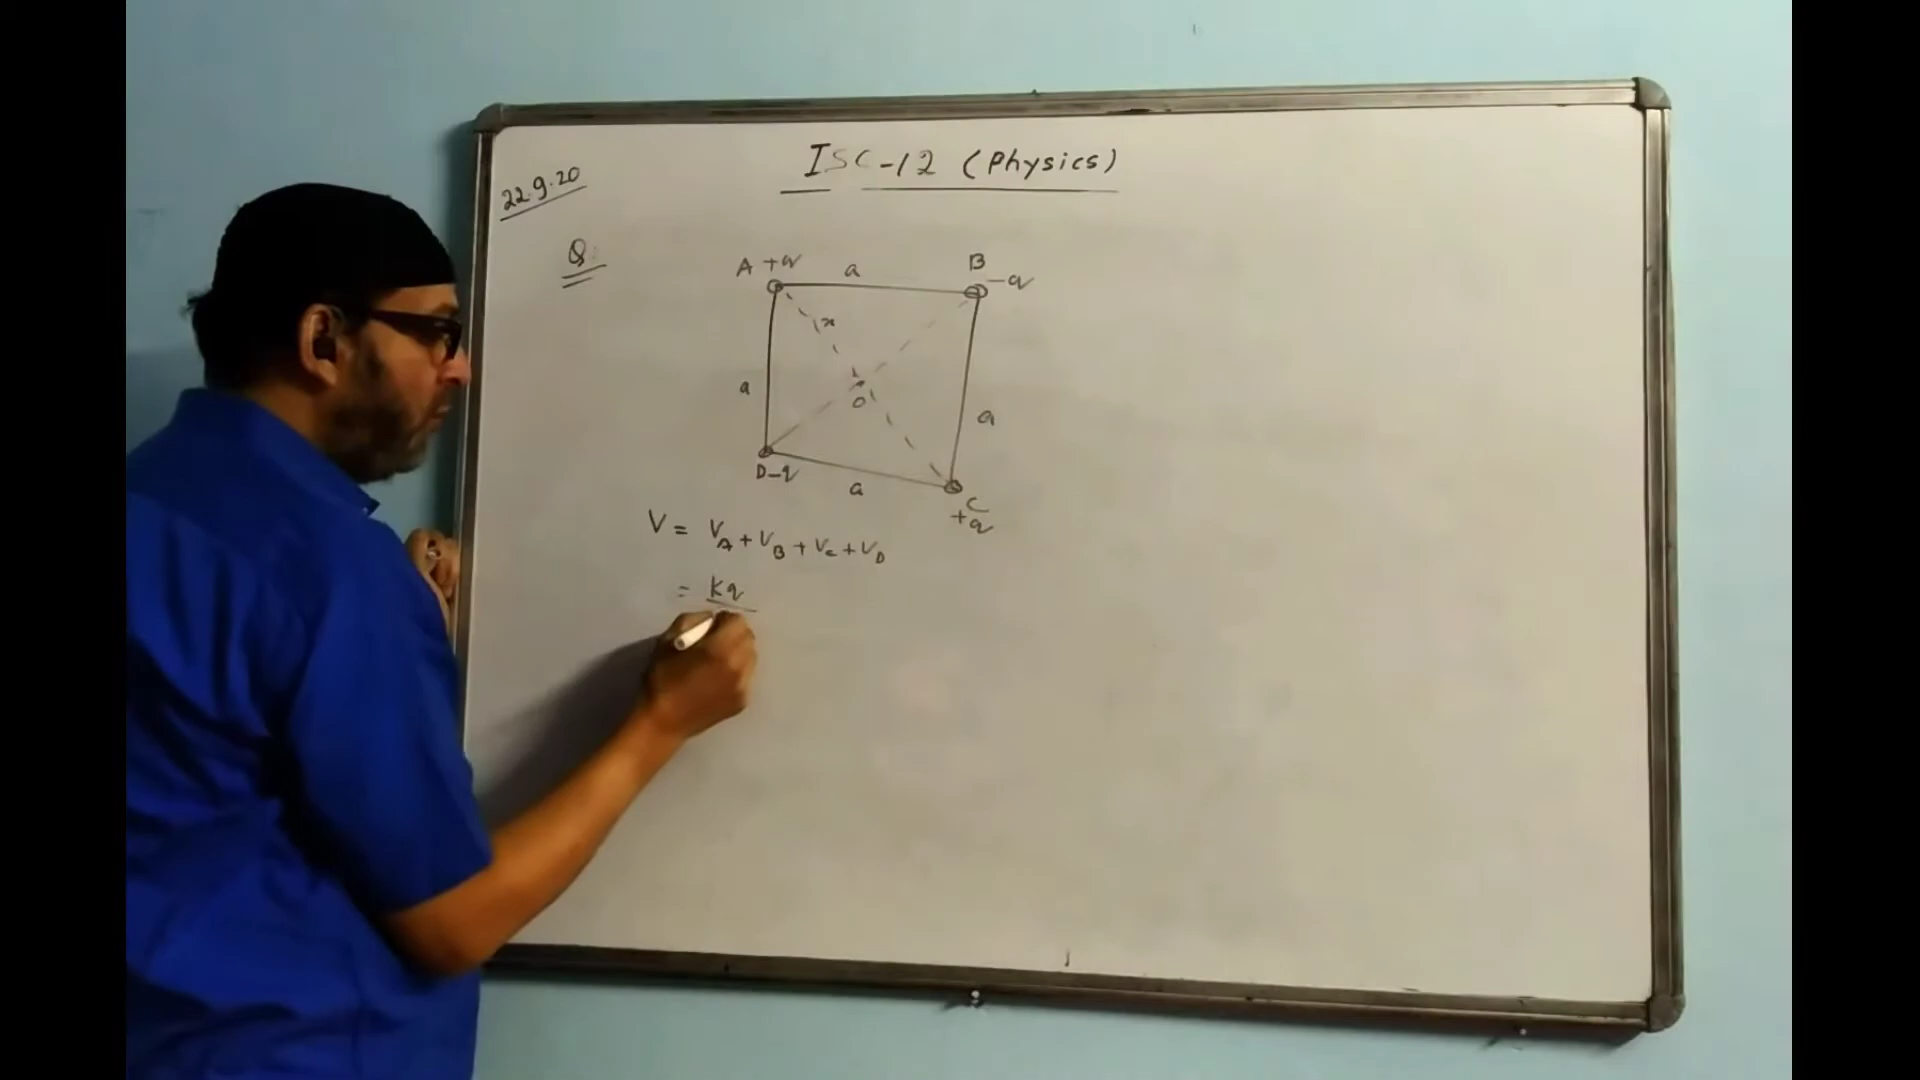 ISC-12 (Physics)
22.9.20
Q:
A +q a B
-q
x
a
O
a
D-q
a
C
+q
V = V_A + V_B + V_C + V_D
= Kq